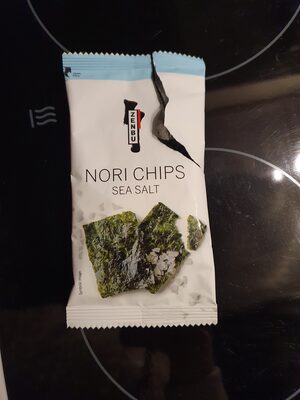 ZENBU
NORI CHIPS
SEA SALT